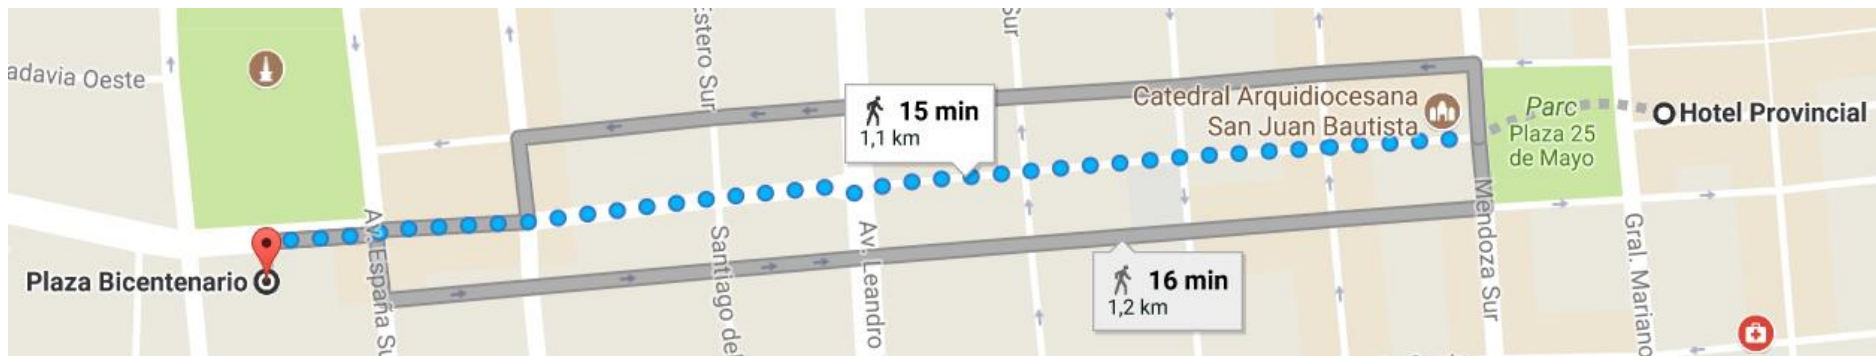 adavia Oeste
Estero Sur
Sur
15 min
1,1 km
Catedral Arquidiocesana
San Juan Bautista
Parc
Plaza 25
de Mayo
Hotel Provincial
Plaza Bicentenario
Av. España Su
Santiago del
Av. Leandro
16 min
1,2 km
Mendoza Sur
Gral. Mariano